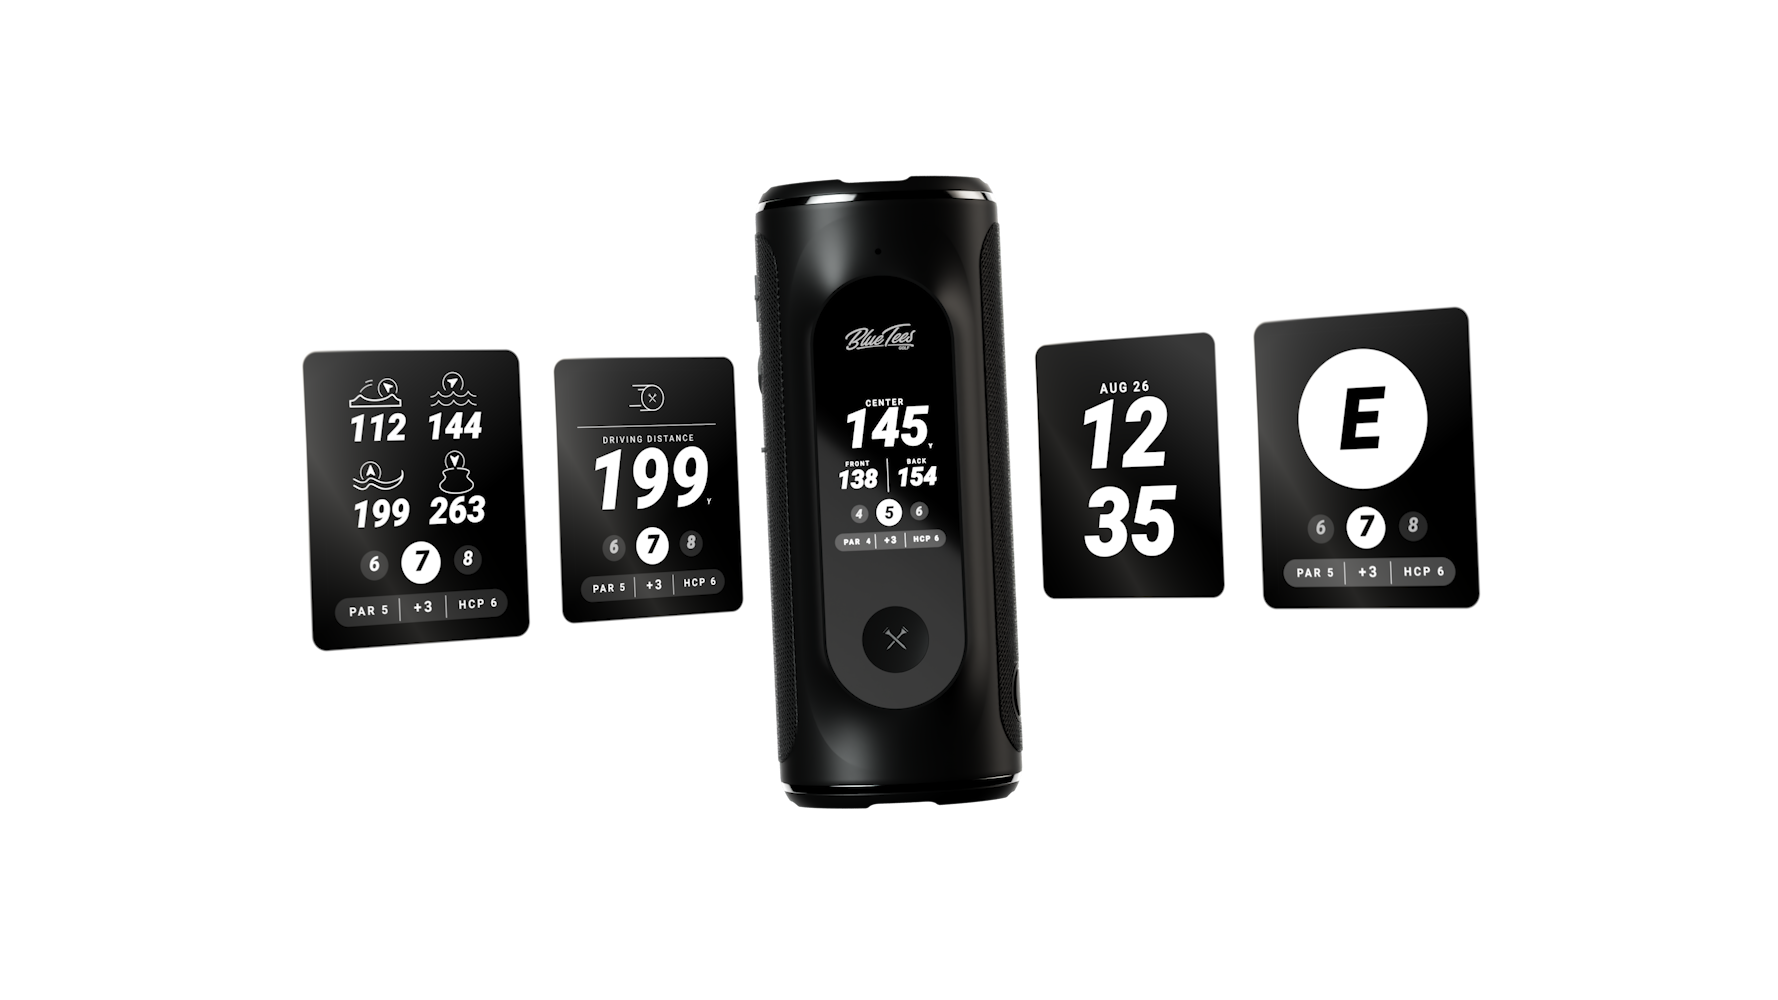 112 144
199 263
6 7 8
PAR 5 +3 HCP 6
DRIVING DISTANCE
199 Y
6 7 8
PAR 5 +3 HCP 6
Blue Tees
GOLF
CENTER
145 Y
FRONT BACK
138 154
4 5 6
PAR 4 +3 HCP 6
AUG 26
12
35
E
6 7 8
PAR 5 +3 HCP 6